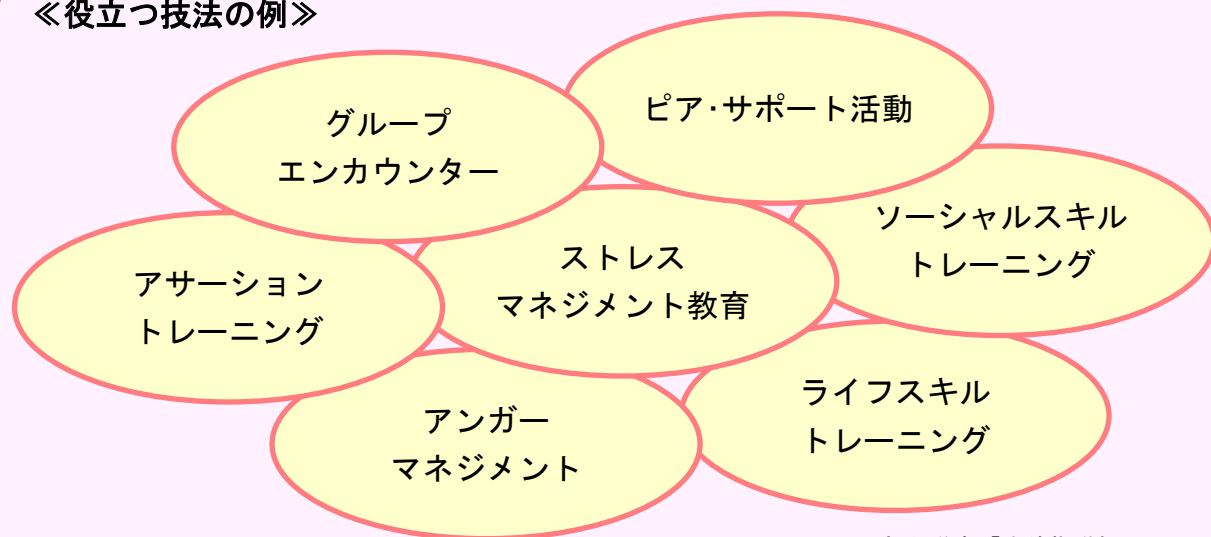 ≪役立つ技法の例≫
グループ
エンカウンター
ピア・サポート活動
ソーシャルスキル
トレーニング
アサーション
トレーニング
ストレス
マネジメント教育
アンガー
マネジメント
ライフスキル
トレーニング